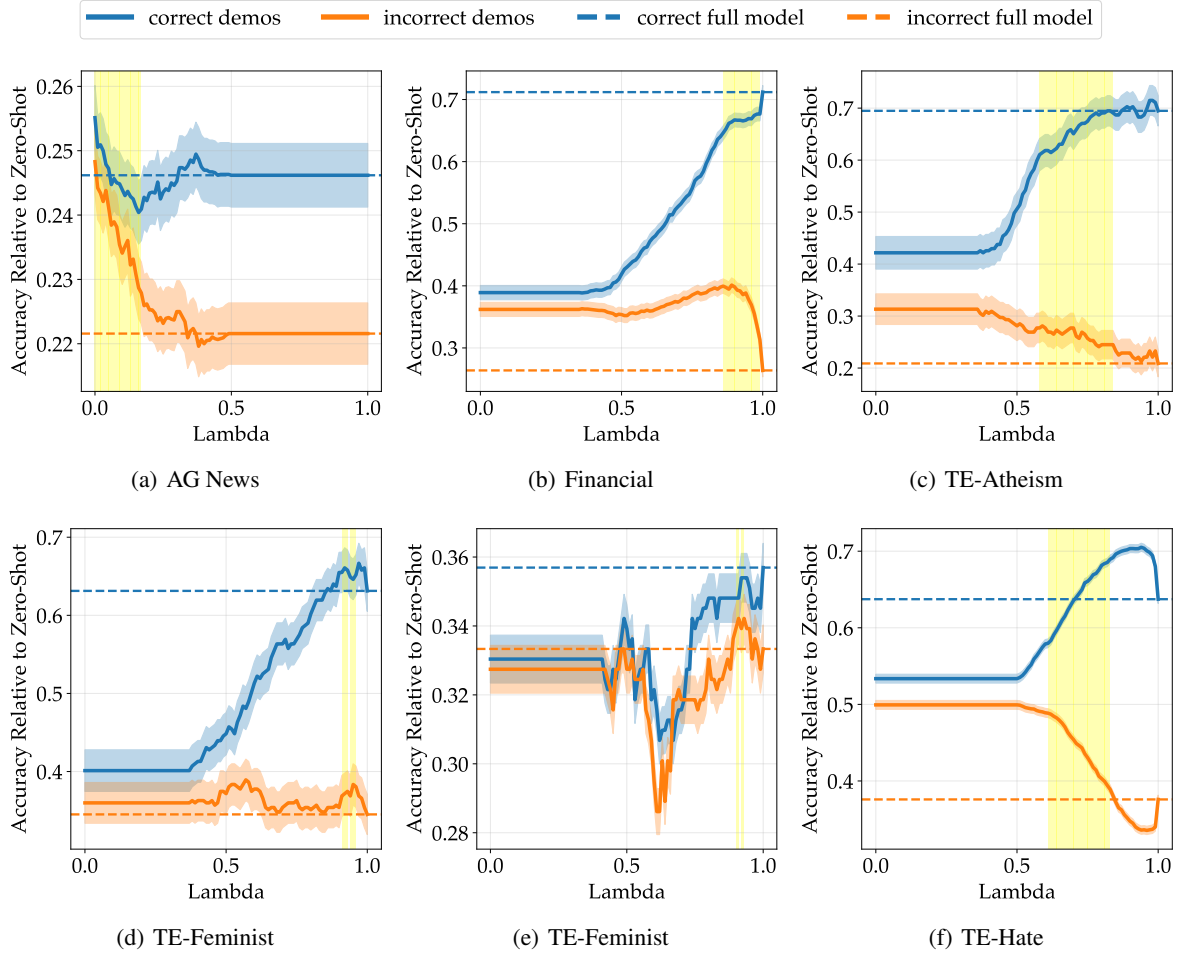 correct demos incorrect demos correct full model incorrect full model
Accuracy Relative to Zero-Shot
0.26
0.25
0.24
0.23
0.22
0.0 0.5 1.0
Lambda
(a) AG News
Accuracy Relative to Zero-Shot
0.7
0.6
0.5
0.4
0.3
0.0 0.5 1.0
Lambda
(b) Financial
Accuracy Relative to Zero-Shot
0.7
0.6
0.5
0.4
0.3
0.2
0.0 0.5 1.0
Lambda
(c) TE-Atheism
Accuracy Relative to Zero-Shot
0.7
0.6
0.5
0.4
0.0 0.5 1.0
Lambda
(d) TE-Feminist
Accuracy Relative to Zero-Shot
0.36
0.34
0.32
0.30
0.28
0.0 0.5 1.0
Lambda
(e) TE-Feminist
Accuracy Relative to Zero-Shot
0.7
0.6
0.5
0.4
0.0 0.5 1.0
Lambda
(f) TE-Hate